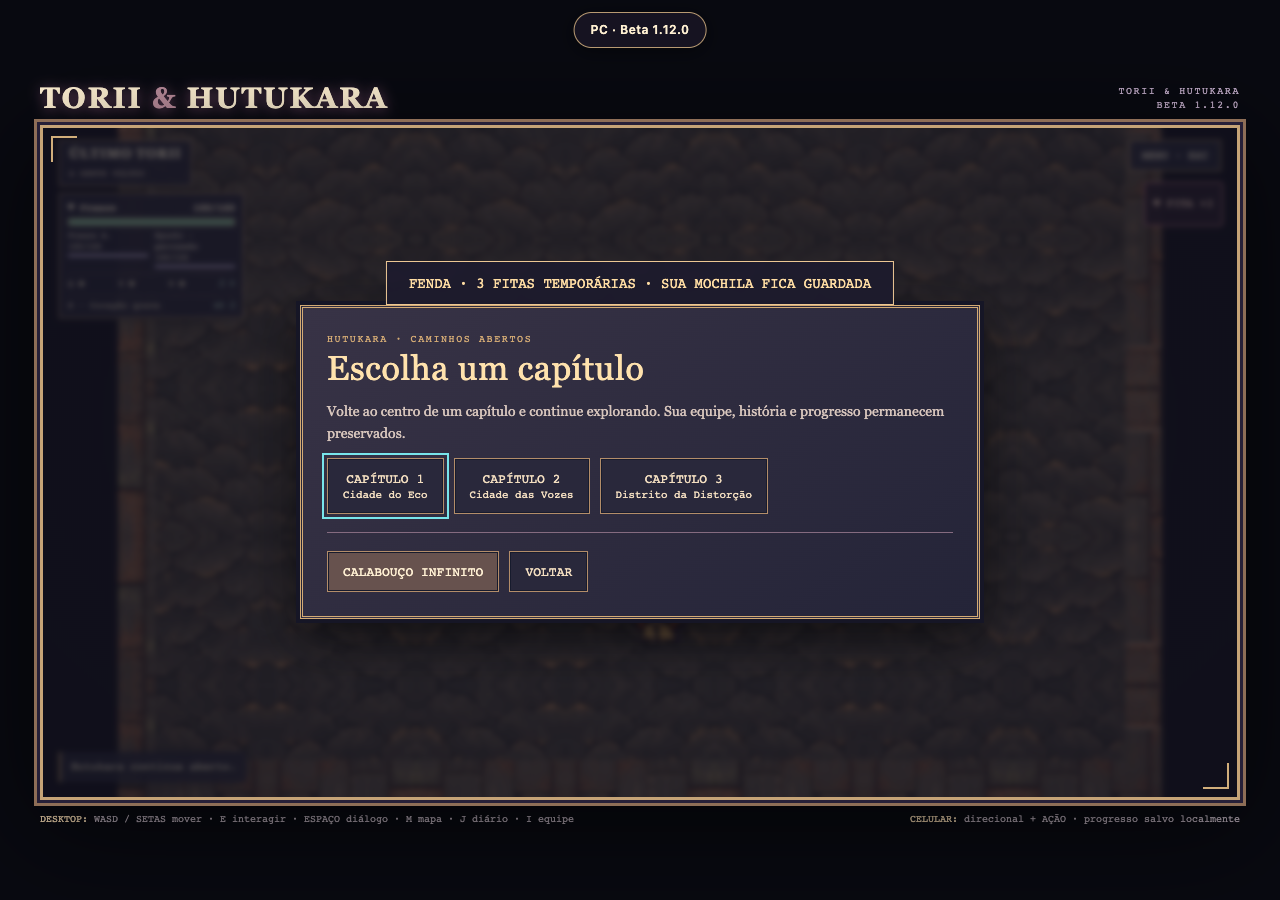 PC · Beta 1.12.0
TORII & HUTUKARA
TORII & HUTUKARA
BETA 1.12.0
ÚLTIMO TORII
FENDA · 3 FITAS TEMPORÁRIAS · SUA MOCHILA FICA GUARDADA
HUTUKARA · CAMINHOS ABERTOS
Escolha um capítulo
Volte ao centro de um capítulo e continue explorando. Sua equipe, história e progresso permanecem
preservados.
CAPÍTULO 1
Cidade do Eco
CAPÍTULO 2
Cidade das Vozes
CAPÍTULO 3
Distrito da Distorção
CALABOUÇO INFINITO
VOLTAR
DESKTOP: WASD / SETAS mover · E interagir · ESPAÇO diálogo · M mapa · J diário · I equipe
CELULAR: direcional + AÇÃO · progresso salvo localmente